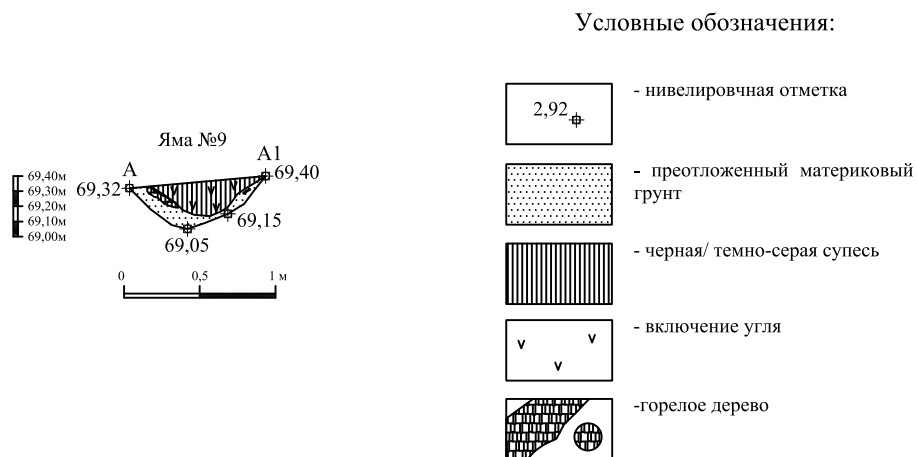 Условные обозначения:
Яма №9
А
А1
69,32
69,40
69,15
69,05
69,40м
69,30м
69,20м
69,10м
69,00м
0 0,5 1 м
2,92
- нивелировчная отметка
- преотложенный материковый
грунт
- черная/ темно-серая супесь
- включение угля
-горелое дерево